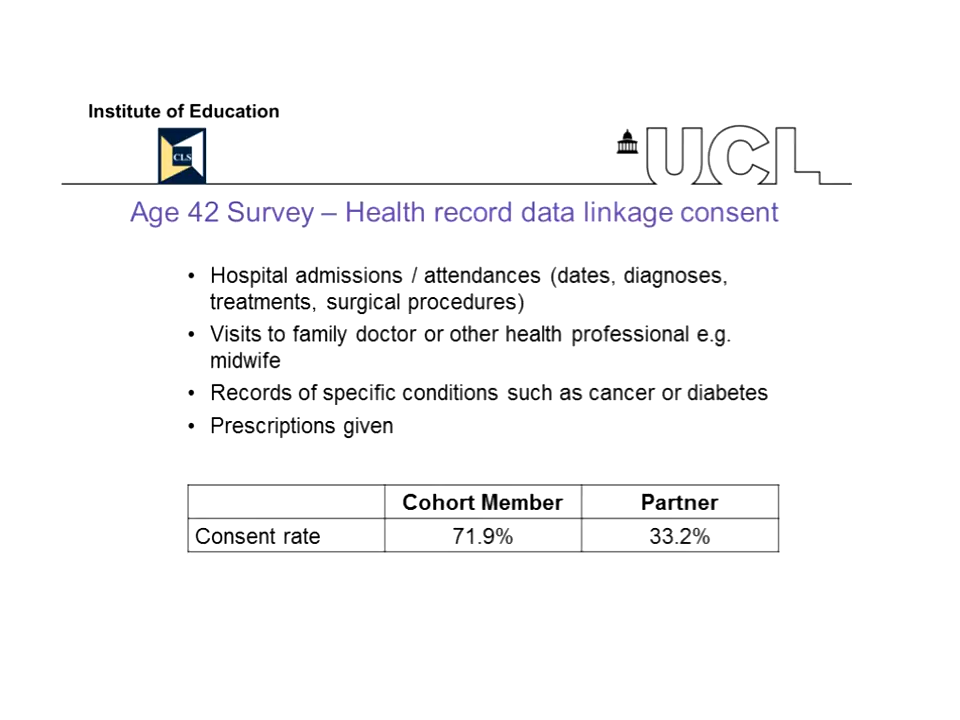 Institute of Education
CLS
UCL
Age 42 Survey – Health record data linkage consent
• Hospital admissions / attendances (dates, diagnoses,
treatments, surgical procedures)
• Visits to family doctor or other health professional e.g.
midwife
• Records of specific conditions such as cancer or diabetes
• Prescriptions given
Cohort Member Partner
Consent rate 71.9% 33.2%